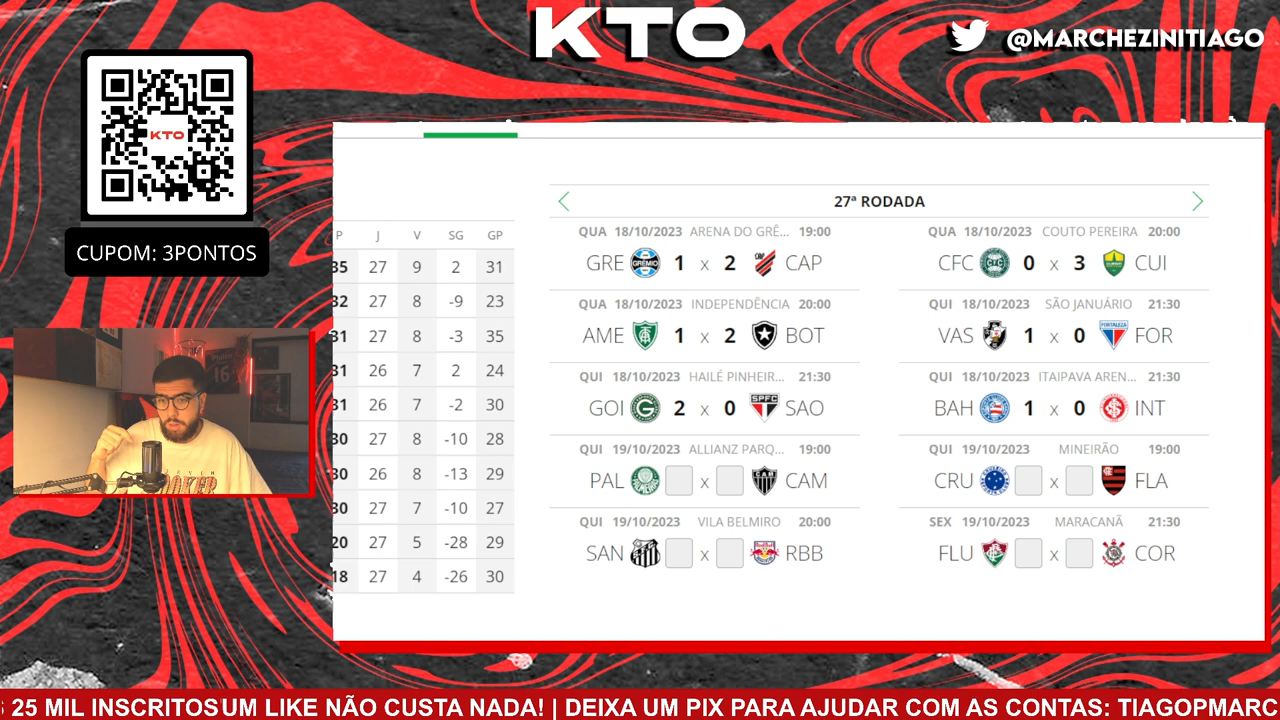 KTO
@MARCHEZINITIAGO
KTO
CUPOM: 3PONTOS
27ª RODADA
P J V SG GP
35 27 9 2 31
32 27 8 -9 23
31 27 8 -3 35
31 26 7 2 24
31 26 7 -2 30
30 27 8 -10 28
30 26 8 -13 29
30 27 7 -10 27
20 27 5 -28 29
18 27 4 -26 30
QUA 18/10/2023 ARENA DO GRÊ... 19:00
GRE GRÊMIO 1 x 2 CAP CAP
QUA 18/10/2023 COUTO PEREIRA 20:00
CFC 0 x 3 CUI
QUA 18/10/2023 INDEPENDÊNCIA 20:00
AME 1 x 2 BOT
QUI 18/10/2023 SÃO JANUÁRIO 21:30
VAS 1 x 0 FORTALEZA FOR
QUI 18/10/2023 HAILÉ PINHEIR... 21:30
GOI 2 x 0 SPFC SAO
QUI 18/10/2023 ITAIPAVA AREN... 21:30
BAH 1 x 0 INT
QUI 19/10/2023 ALLIANZ PARQ... 19:00
PAL x CAM CAM
QUI 19/10/2023 MINEIRÃO 19:00
CRU x FLA
QUI 19/10/2023 VILA BELMIRO 20:00
SAN x RBB
SEX 19/10/2023 MARACANÃ 21:30
FLU x COR
16
25 MIL INSCRITOS UM LIKE NÃO CUSTA NADA! | DEIXA UM PIX PARA AJUDAR COM AS CONTAS: TIAGOPMARC